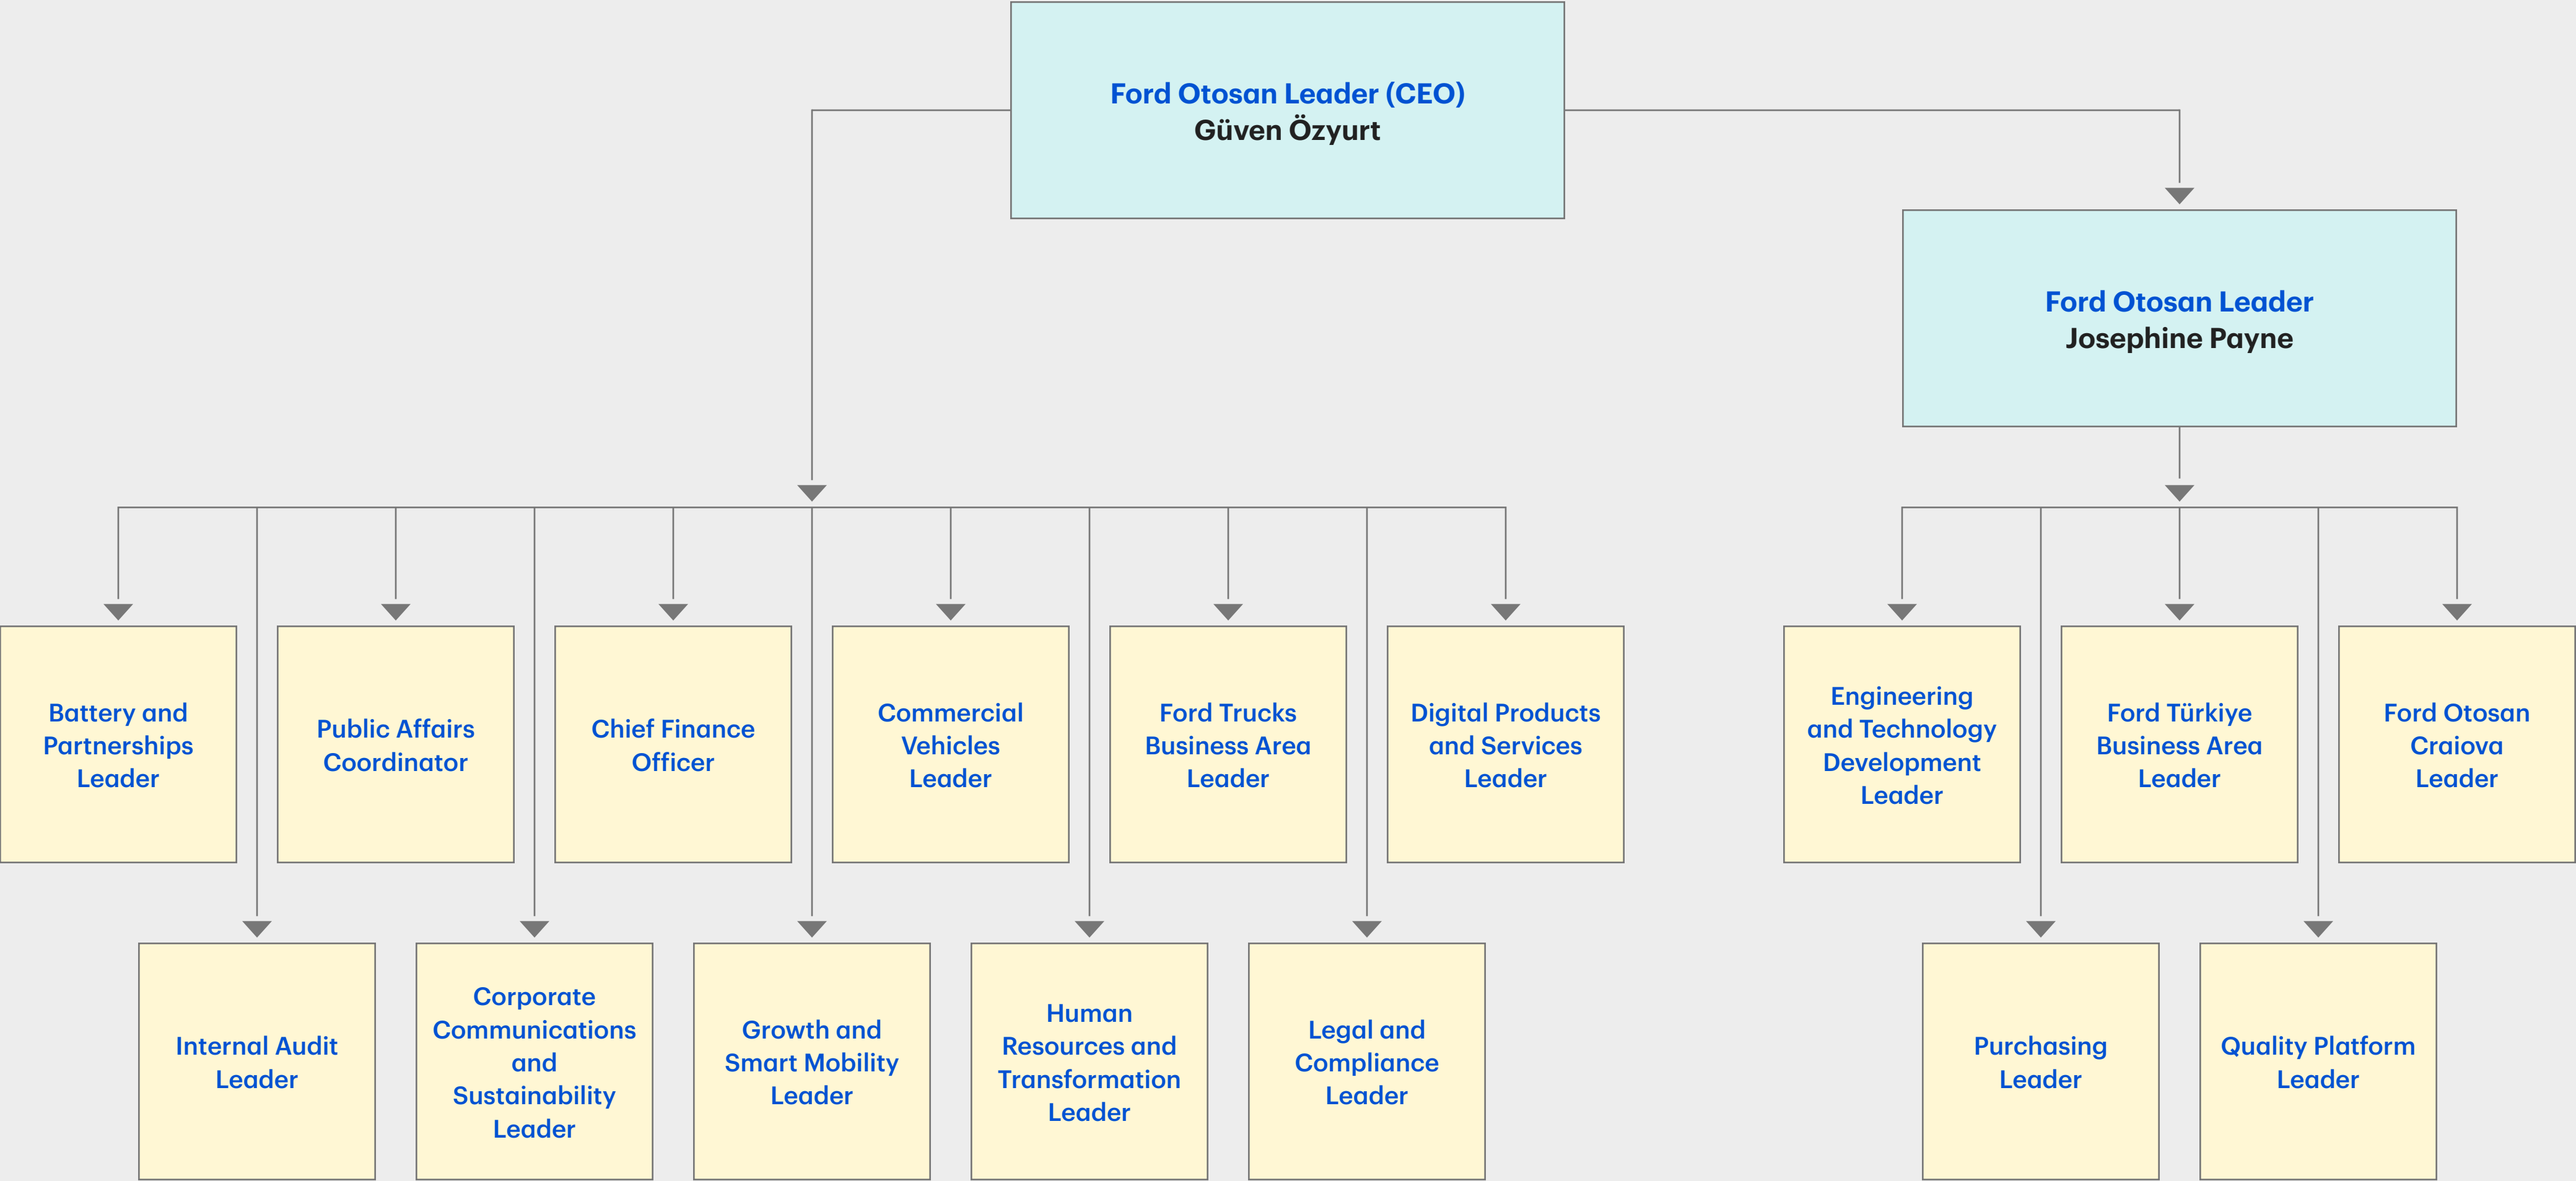 Ford Otosan Leader (CEO)
Güven Özyurt
Ford Otosan Leader
Josephine Payne
Battery and
Partnerships
Leader
Public Affairs
Coordinator
Chief Finance
Officer
Commercial
Vehicles
Leader
Ford Trucks
Business Area
Leader
Digital Products
and Services
Leader
Engineering
and Technology
Development
Leader
Ford Türkiye
Business Area
Leader
Ford Otosan
Craiova
Leader
Internal Audit
Leader
Corporate
Communications
and
Sustainability
Leader
Growth and
Smart Mobility
Leader
Human
Resources and
Transformation
Leader
Legal and
Compliance
Leader
Purchasing
Leader
Quality Platform
Leader